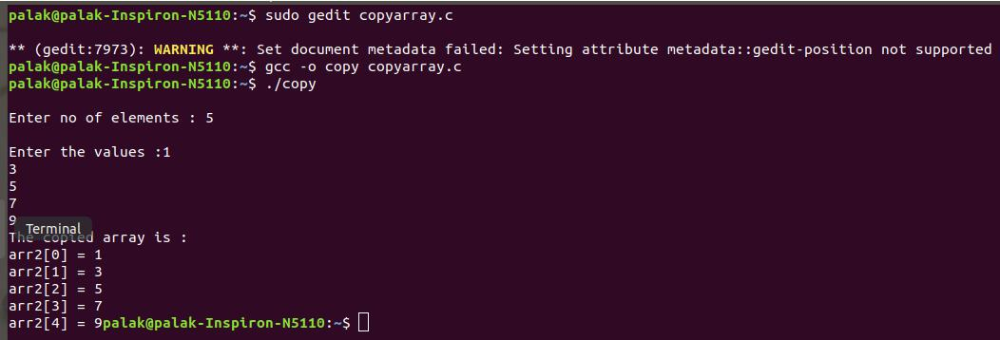 palak@palak-Inspiron-N5110:~$ sudo gedit copyarray.c
** (gedit:7973): WARNING **: Set document metadata failed: Setting attribute metadata::gedit-position not supported
palak@palak-Inspiron-N5110:~$ gcc -o copy copyarray.c
palak@palak-Inspiron-N5110:~$ ./copy
Enter no of elements : 5
Enter the values :1
3
5
7
9
Terminal
The copied array is :
arr2[0] = 1
arr2[1] = 3
arr2[2] = 5
arr2[3] = 7
arr2[4] = 9palak@palak-Inspiron-N5110:~$